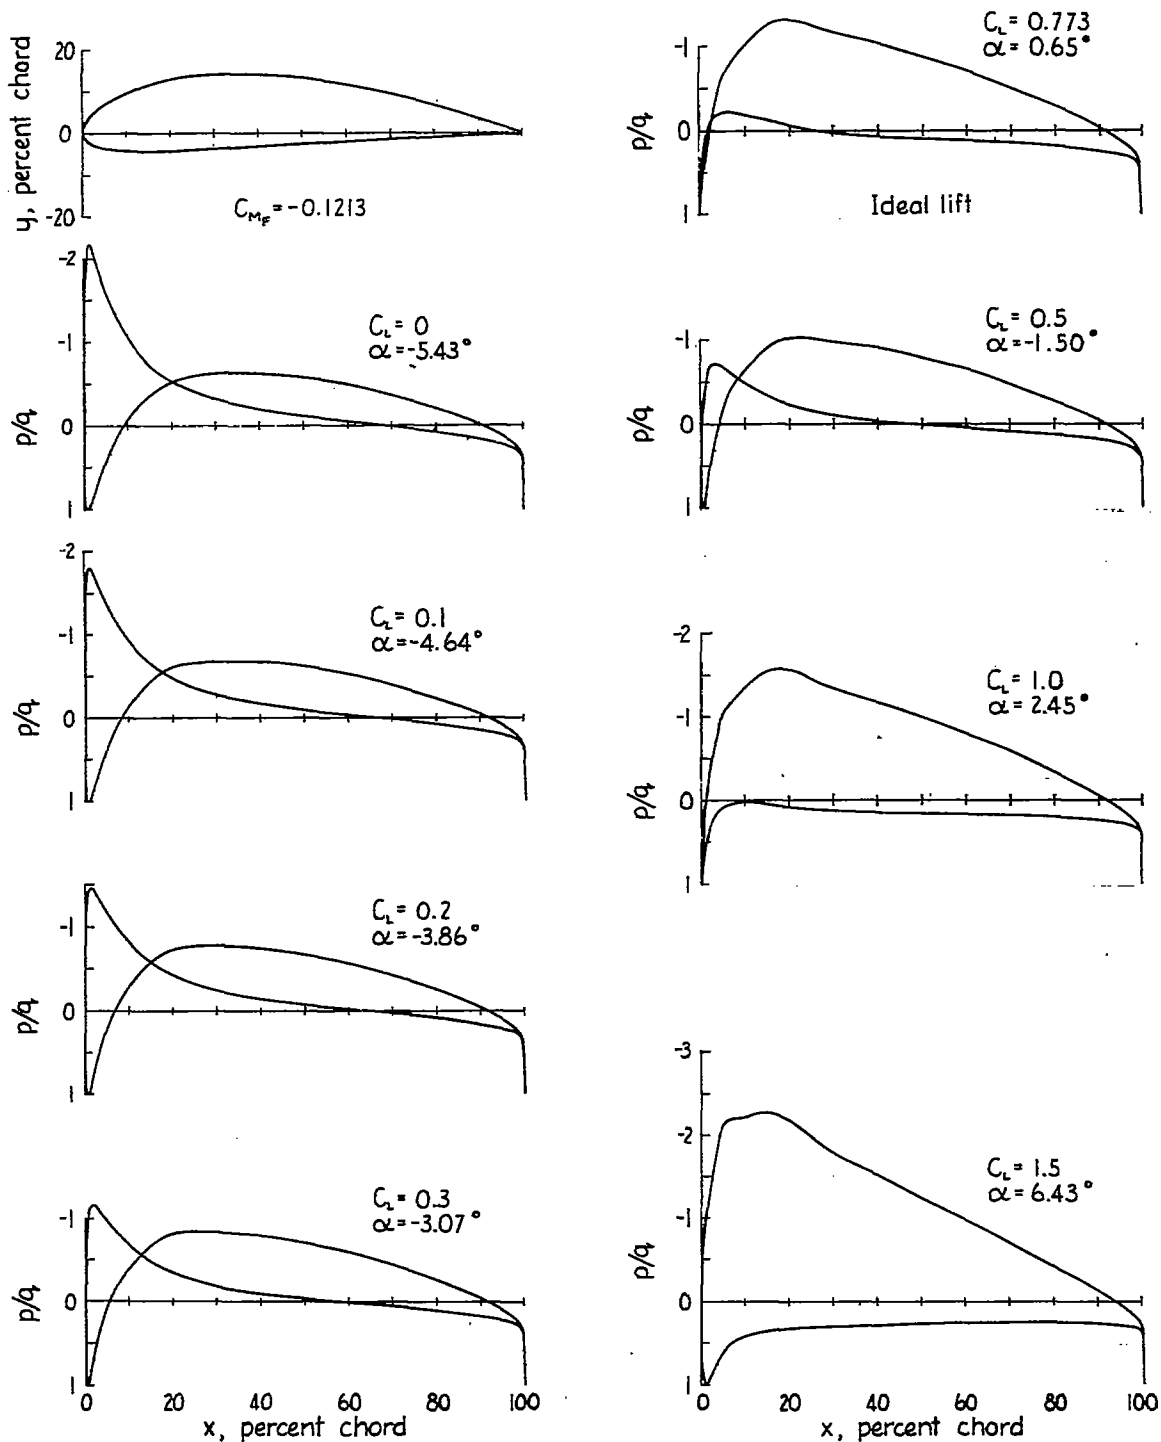 y, percent chord
20
0
-20
C_MF = -0.1213
p/q
-2
-1
0
1
C_L = 0
α = -5.43°
p/q
-2
-1
0
1
C_L = 0.1
α = -4.64°
p/q
-1
0
1
C_L = 0.2
α = -3.86°
p/q
-1
0
1
C_L = 0.3
α = -3.07°
0 20 40 60 80 100
x, percent chord
p/q
-1
0
1
C_L = 0.773
α = 0.65°
Ideal lift
p/q
-1
0
1
C_L = 0.5
α = -1.50°
p/q
-2
-1
0
1
C_L = 1.0
α = 2.45°
p/q
-3
-2
-1
0
1
C_L = 1.5
α = 6.43°
0 20 40 60 80 100
x, percent chord